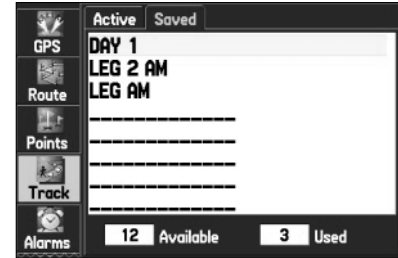 Active Saved
GPS
DAY 1
LEG 2 AM
Route
LEG AM
Points
Track
Alarms
12 Available 3 Used